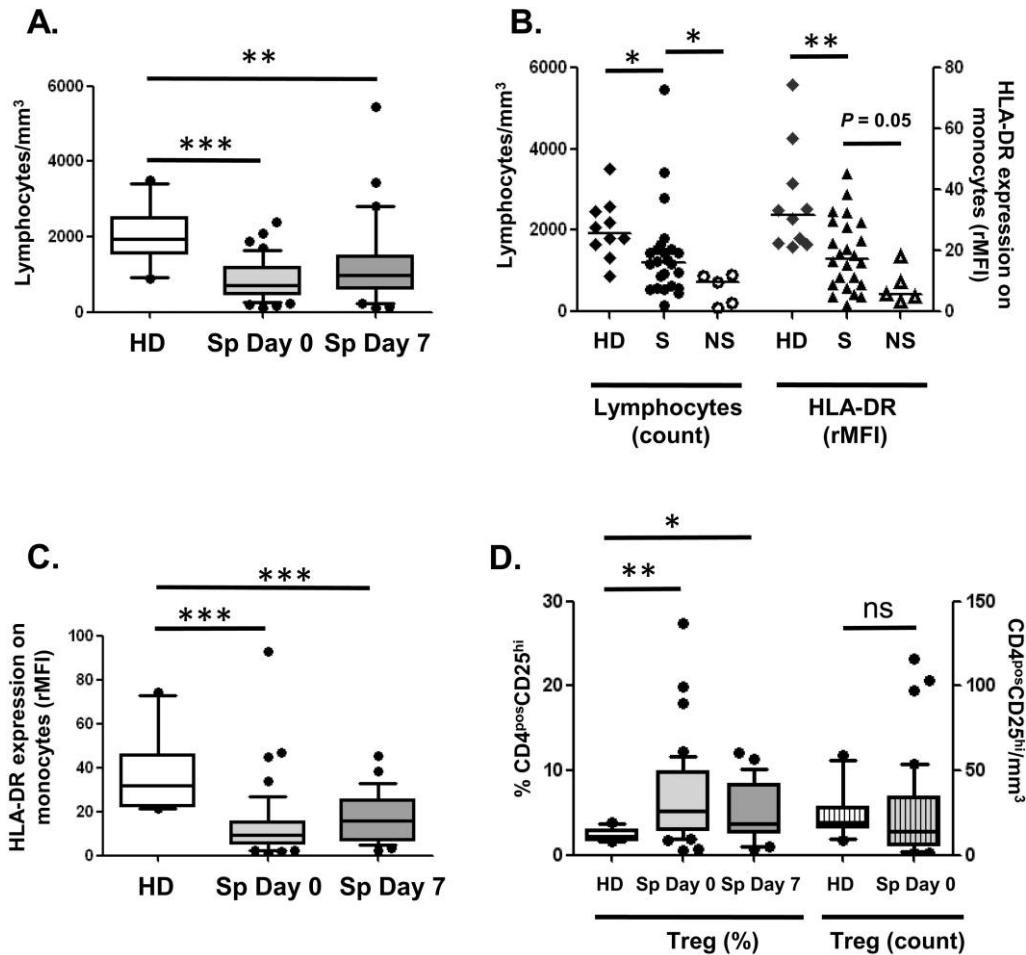 A.
**
***
Lymphocytes/mm³
6000
4000
2000
0
HD
Sp Day 0
Sp Day 7
B.
*
*
**
P = 0.05
Lymphocytes/mm³
6000
4000
2000
0
HLA-DR expression on
monocytes (rMFI)
80
60
40
20
0
HD
S
NS
HD
S
NS
Lymphocytes
(count)
HLA-DR
(rMFI)
C.
***
***
HLA-DR expression on
monocytes (rMFI)
100
80
60
40
20
0
HD
Sp Day 0
Sp Day 7
D.
*
**
ns
% CD4ᵖᵒˢCD25ʰⁱ
30
20
10
0
CD4ᵖᵒˢCD25ʰⁱ/mm³
150
100
50
0
HD
Sp Day 0
Sp Day 7
HD
Sp Day 0
Treg (%)
Treg (count)